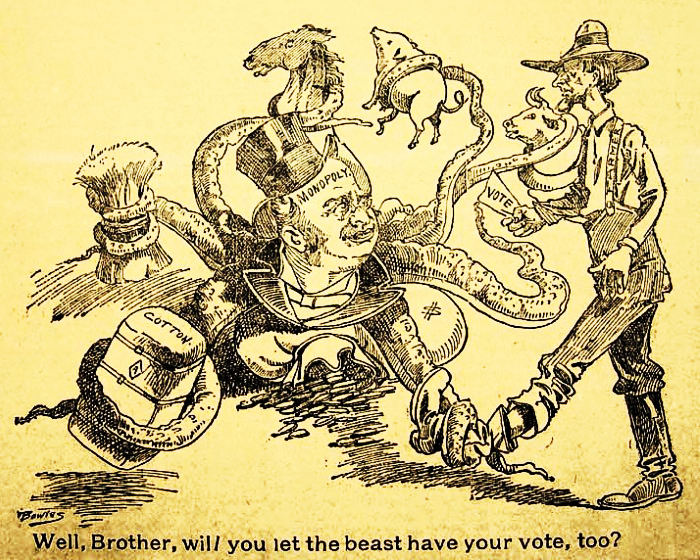 MONOPOLY.
VOTE
COTTON
Bowles
Well, Brother, will you let the beast have your vote, too?